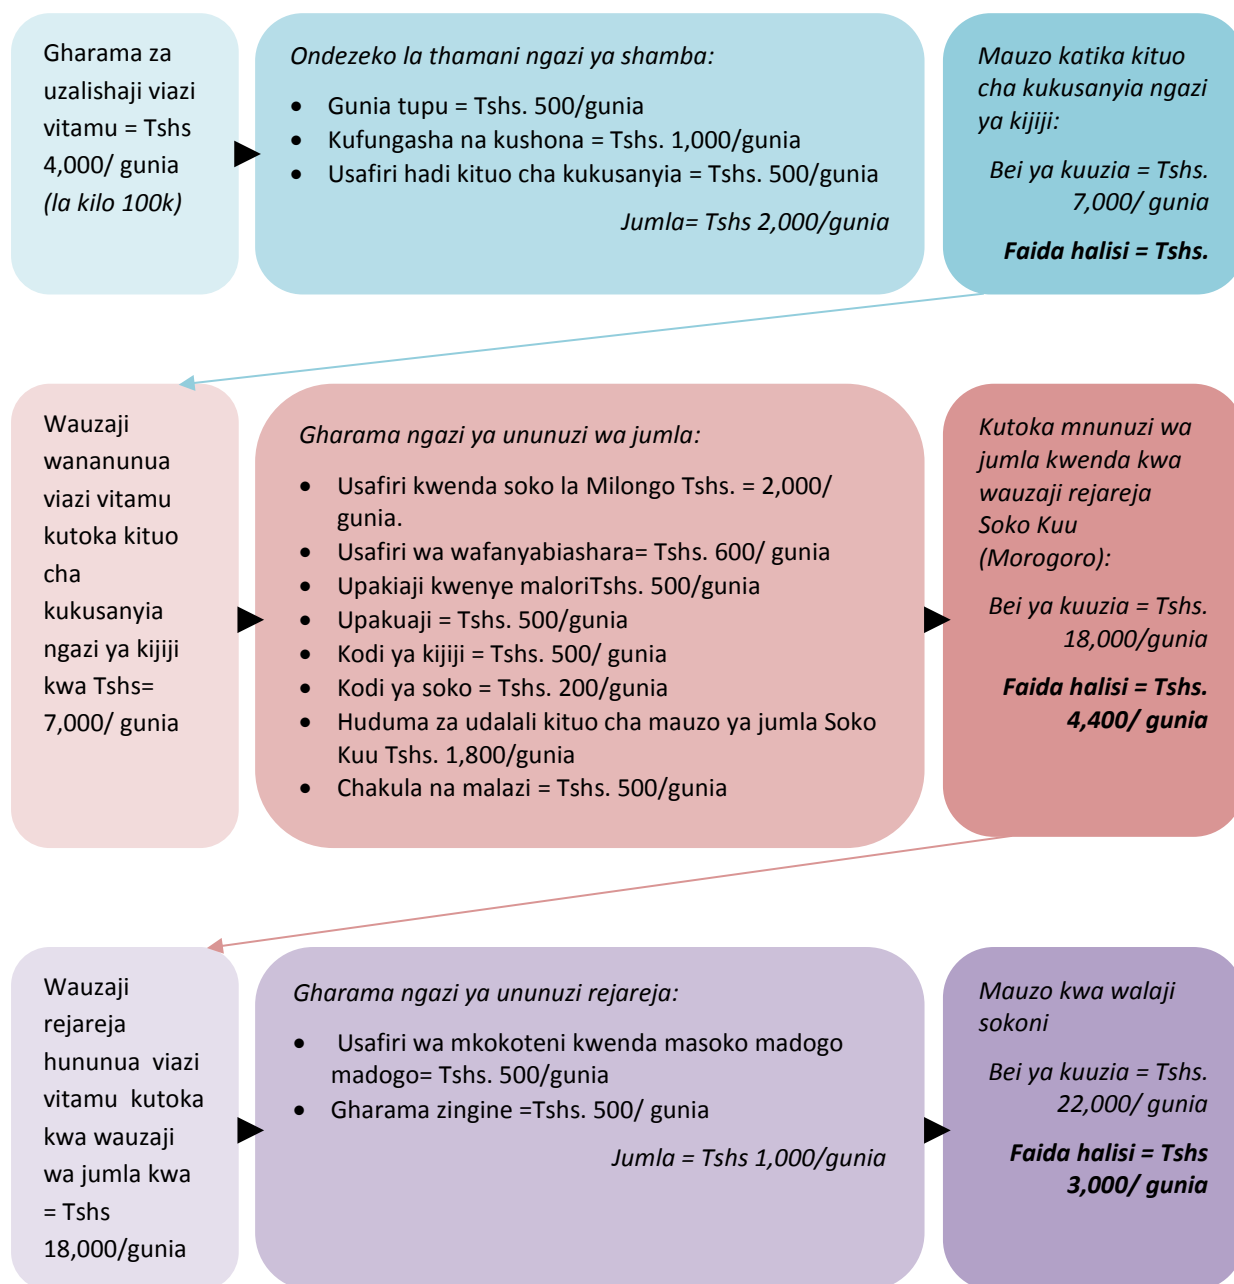 Gharama za
uzalishaji viazi
vitamu = Tshs
4,000/ gunia
(la kilo 100k)
Ondezeko la thamani ngazi ya shamba:
• Gunia tupu = Tshs. 500/gunia
• Kufungasha na kushona = Tshs. 1,000/gunia
• Usafiri hadi kituo cha kukusanyia = Tshs. 500/gunia
Jumla= Tshs 2,000/gunia
Mauzo katika kituo
cha kukusanyia ngazi
ya kijiji:
Bei ya kuuzia = Tshs.
7,000/ gunia
Faida halisi = Tshs.
Wauzaji
wananunua
viazi vitamu
kutoka kituo
cha
kukusanyia
ngazi ya kijiji
kwa Tshs=
7,000/ gunia
Gharama ngazi ya ununuzi wa jumla:
• Usafiri kwenda soko la Milongo Tshs. = 2,000/
gunia.
• Usafiri wa wafanyabiashara= Tshs. 600/ gunia
• Upakiaji kwenye maloriTshs. 500/gunia
• Upakuaji = Tshs. 500/gunia
• Kodi ya kijiji = Tshs. 500/ gunia
• Kodi ya soko = Tshs. 200/gunia
• Huduma za udalali kituo cha mauzo ya jumla Soko
Kuu Tshs. 1,800/gunia
• Chakula na malazi = Tshs. 500/gunia
Kutoka mnunuzi wa
jumla kwenda kwa
wauzaji rejareja
Soko Kuu
(Morogoro):
Bei ya kuuzia = Tshs.
18,000/gunia
Faida halisi = Tshs.
4,400/ gunia
Wauzaji
rejareja
hununua viazi
vitamu kutoka
kwa wauzaji
wa jumla kwa
= Tshs
18,000/gunia
Gharama ngazi ya ununuzi rejareja:
• Usafiri wa mkokoteni kwenda masoko madogo
madogo= Tshs. 500/gunia
• Gharama zingine =Tshs. 500/ gunia
Jumla = Tshs 1,000/gunia
Mauzo kwa walaji
sokoni
Bei ya kuuzia = Tshs.
22,000/ gunia
Faida halisi = Tshs
3,000/ gunia